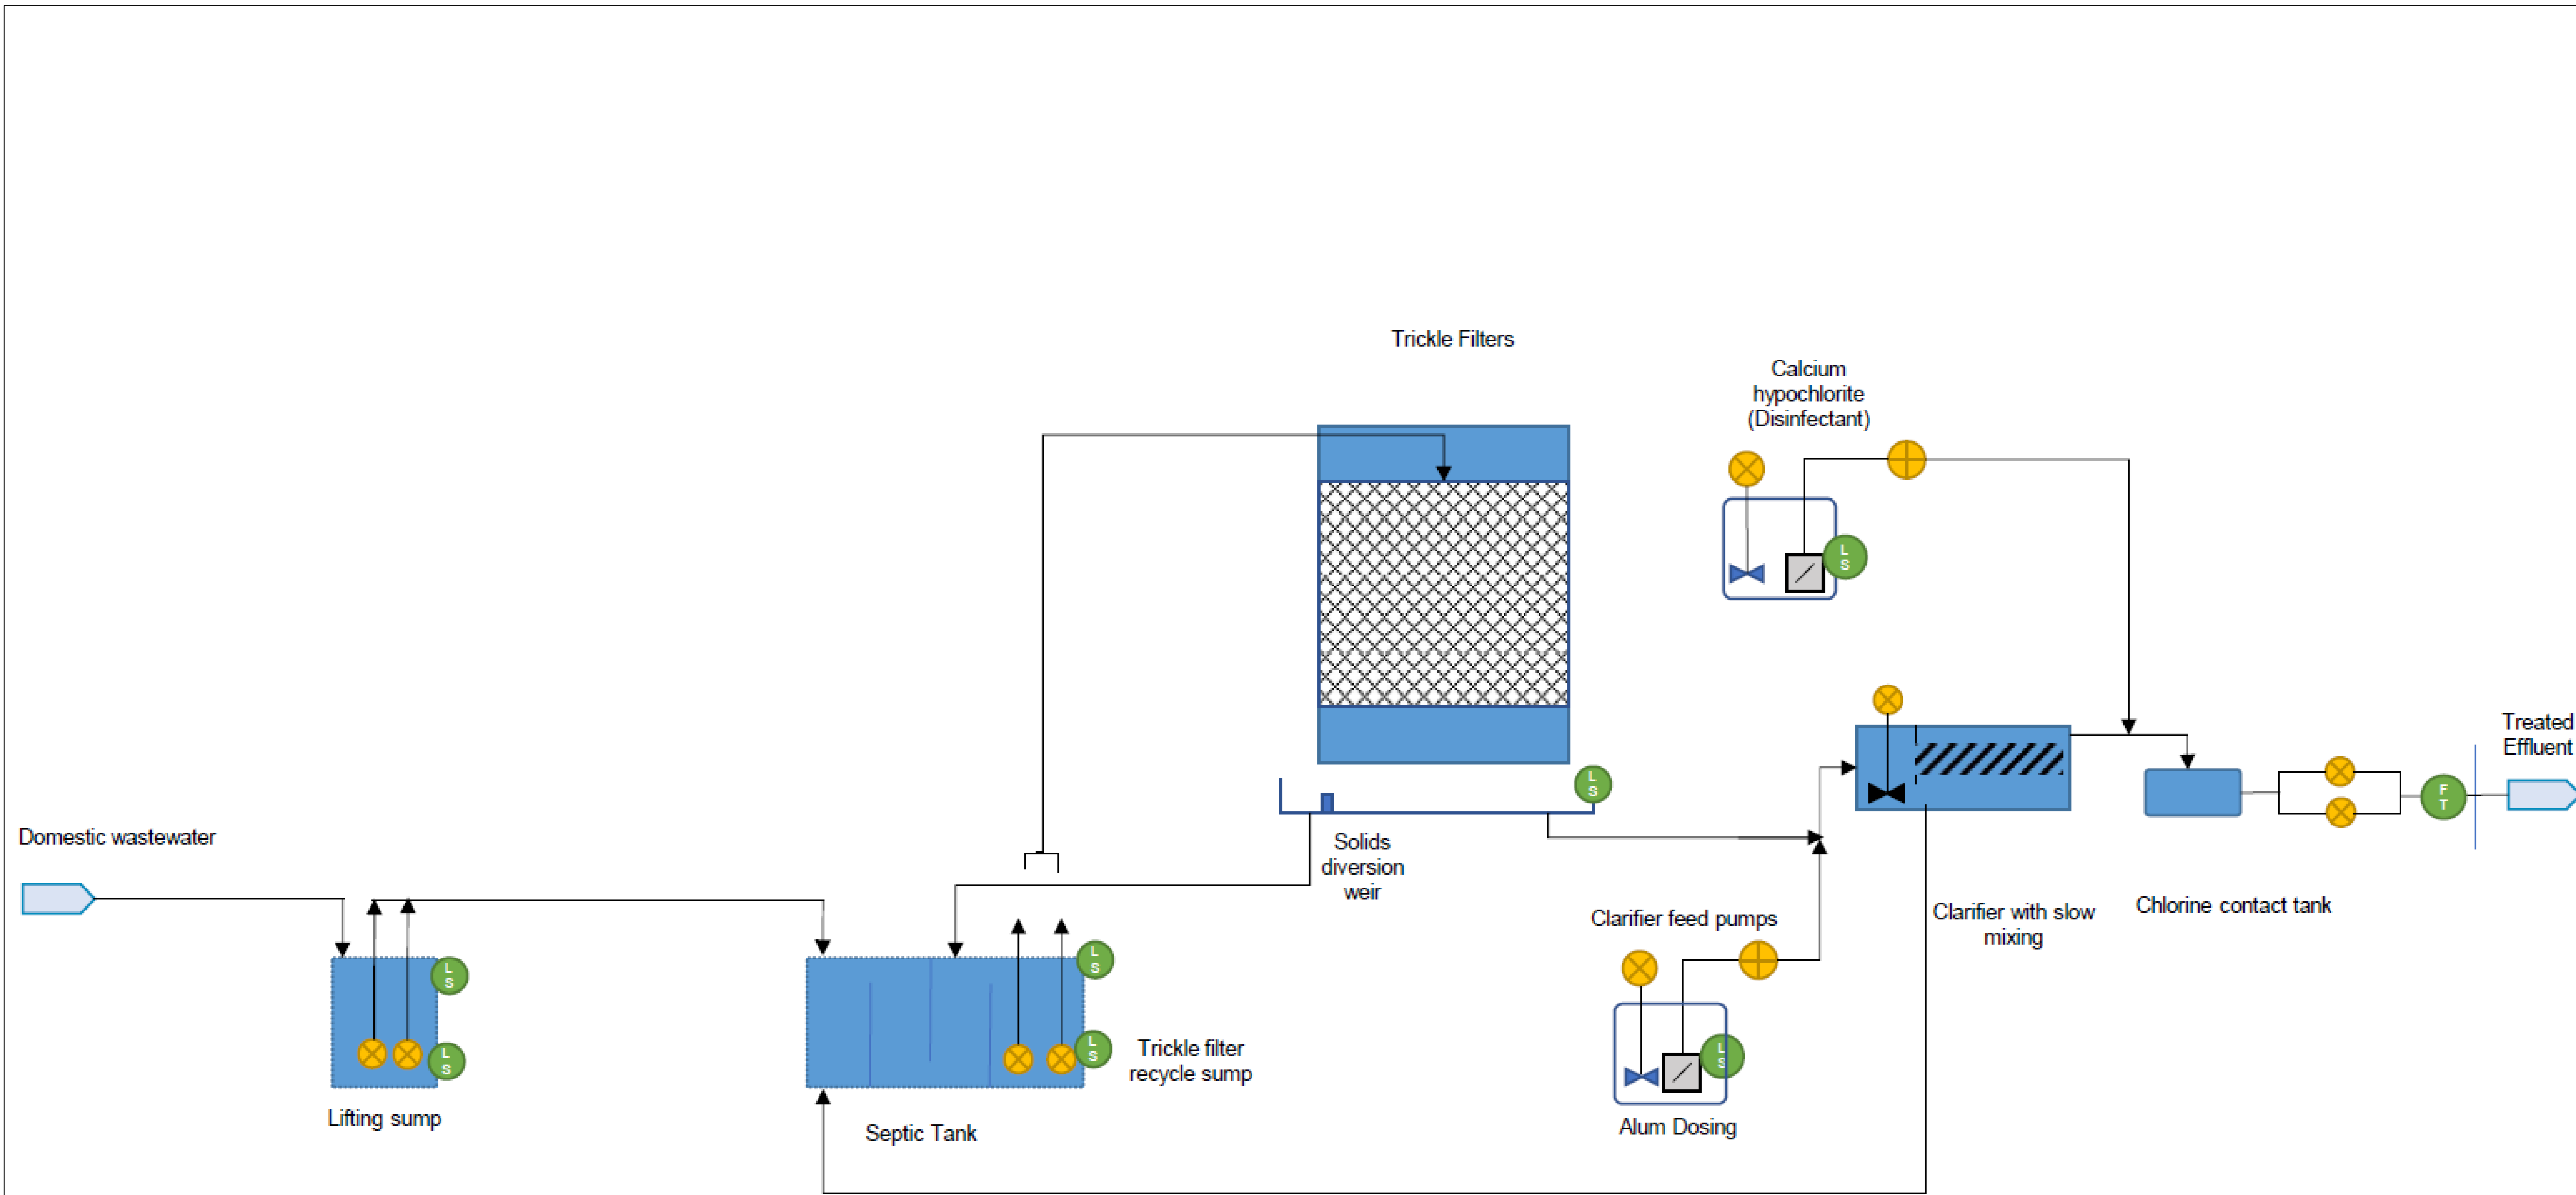 Trickle Filters
Calcium
hypochlorite
(Disinfectant)
L
S
Treated
Effluent
L
S
F
T
Domestic wastewater
Solids
diversion
weir
Clarifier feed pumps
Clarifier with slow
mixing
Chlorine contact tank
L
S
L
S
L
S
L
S
Trickle filter
recycle sump
L
S
Lifting sump
Septic Tank
Alum Dosing